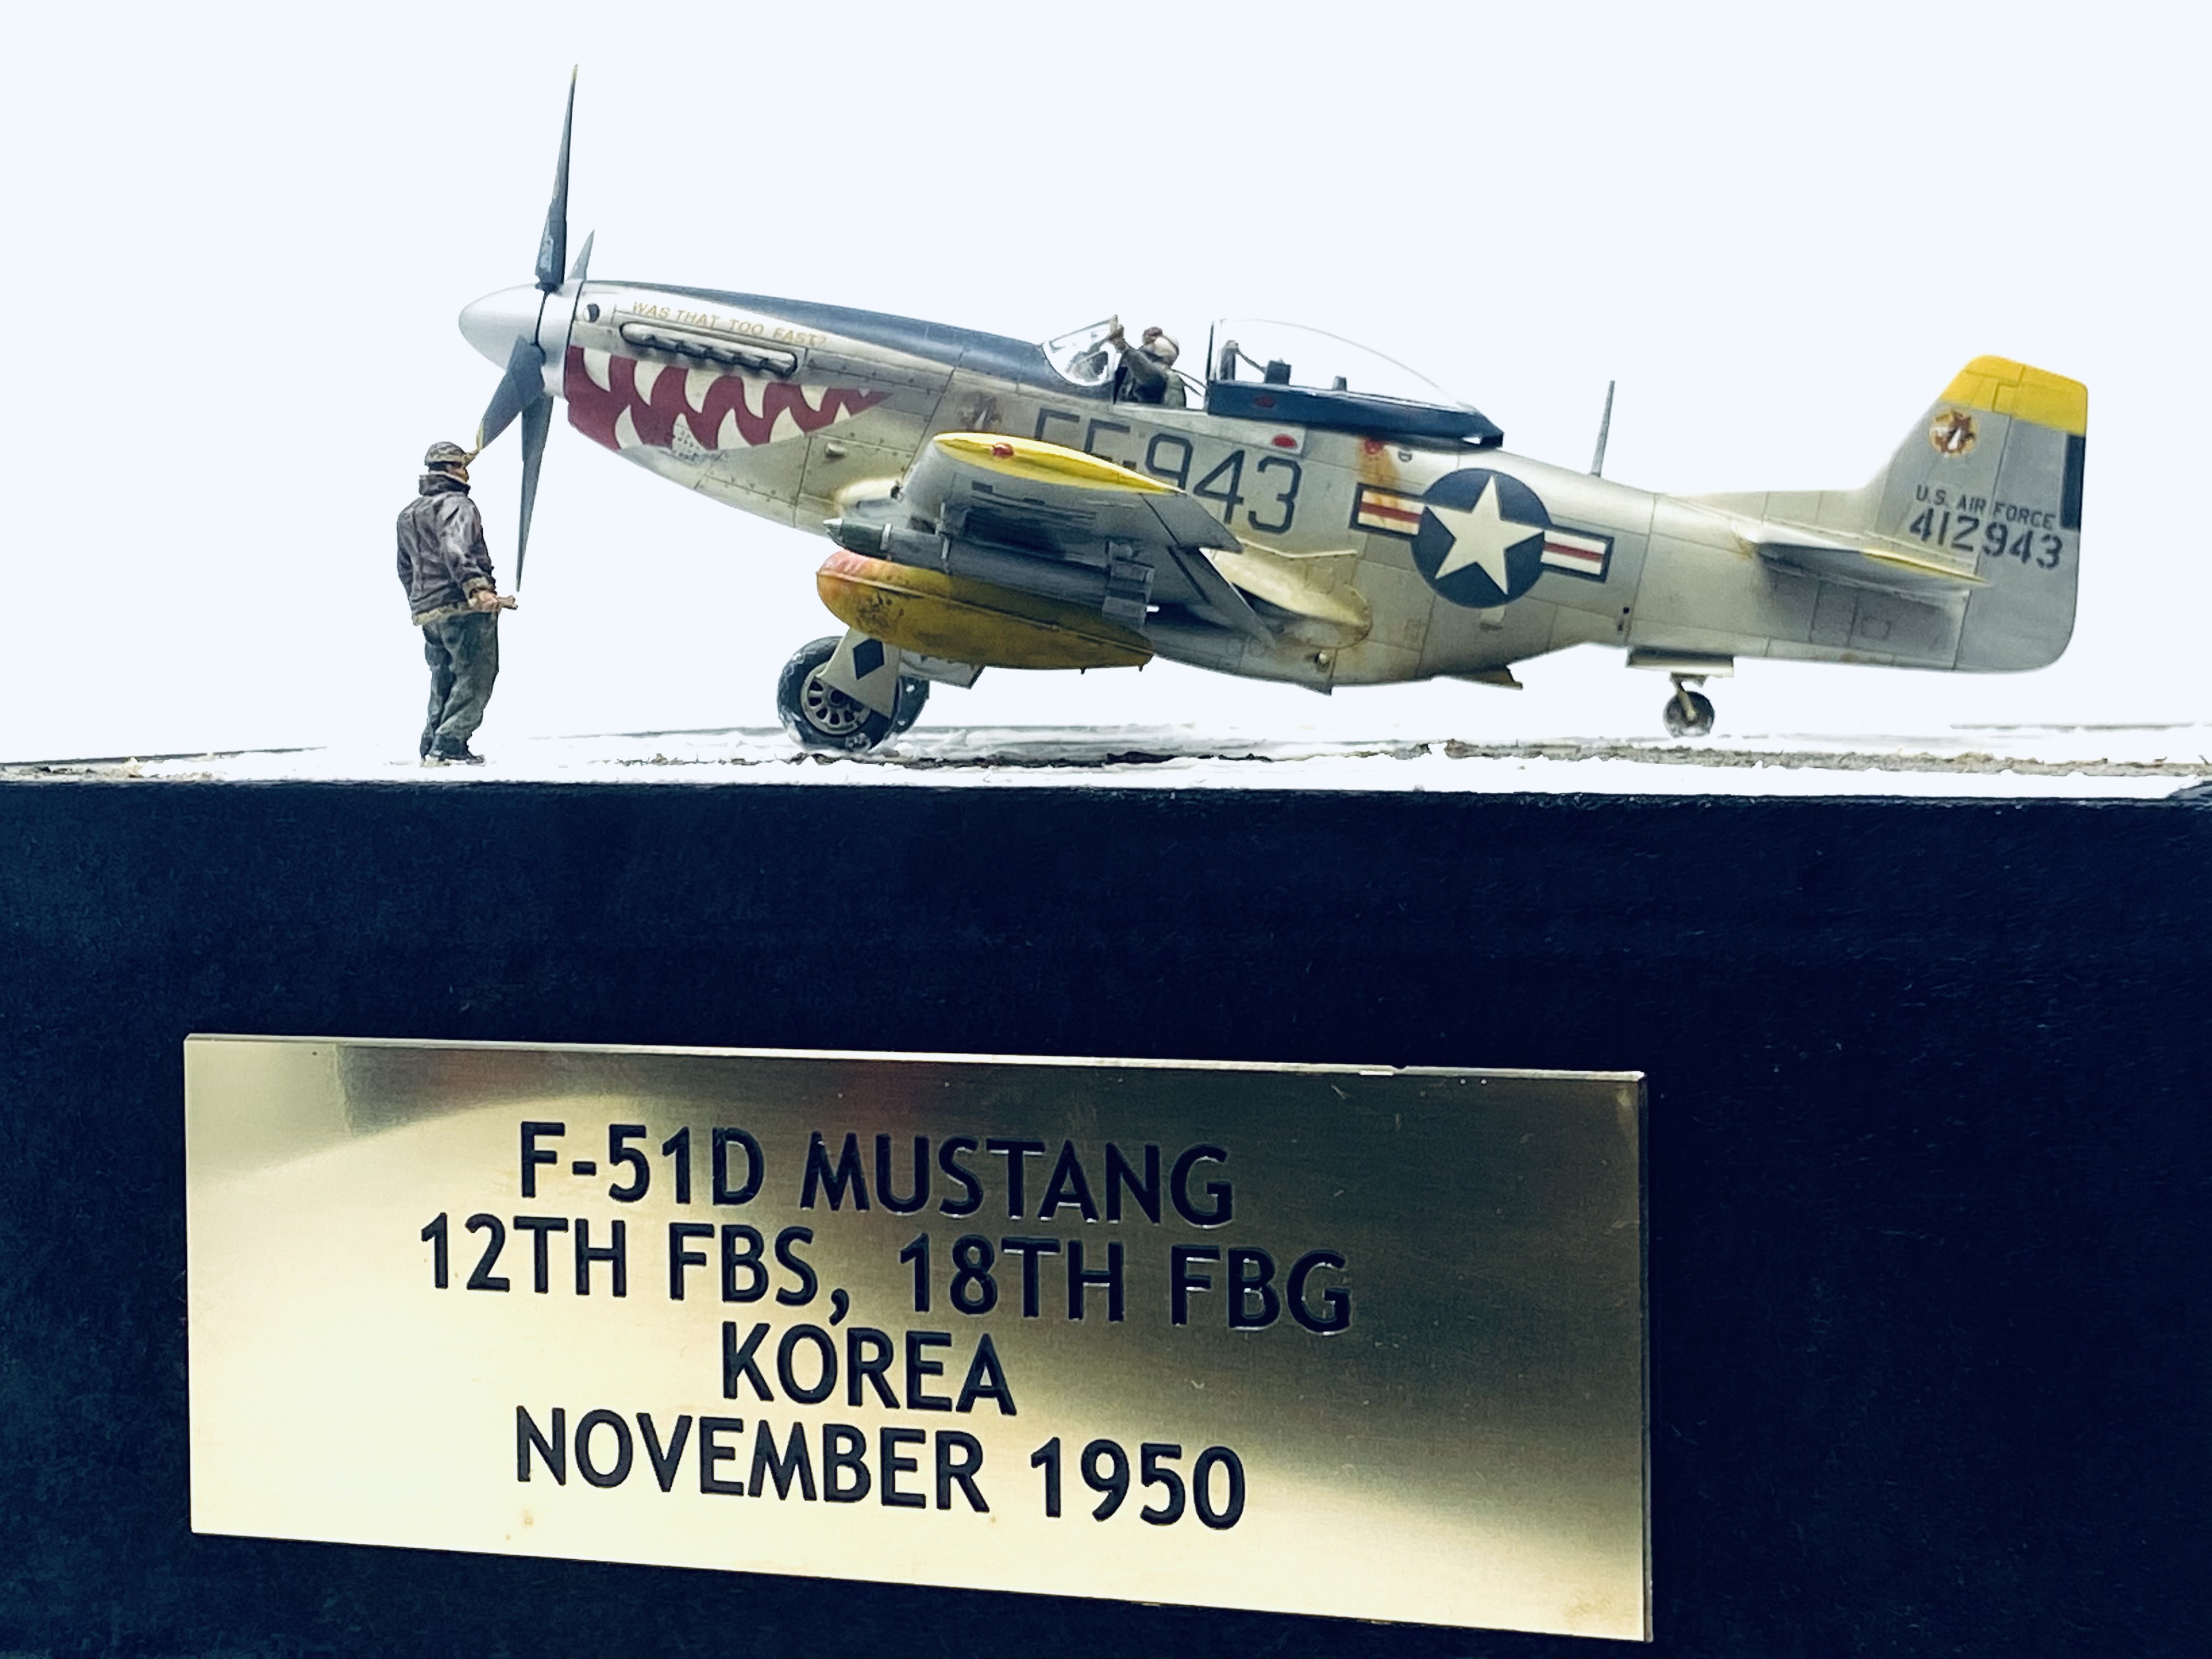 WAS THAT TOO FAST?
FF-943
U.S. AIR FORCE
412943
F-51D MUSTANG
12TH FBS, 18TH FBG
KOREA
NOVEMBER 1950